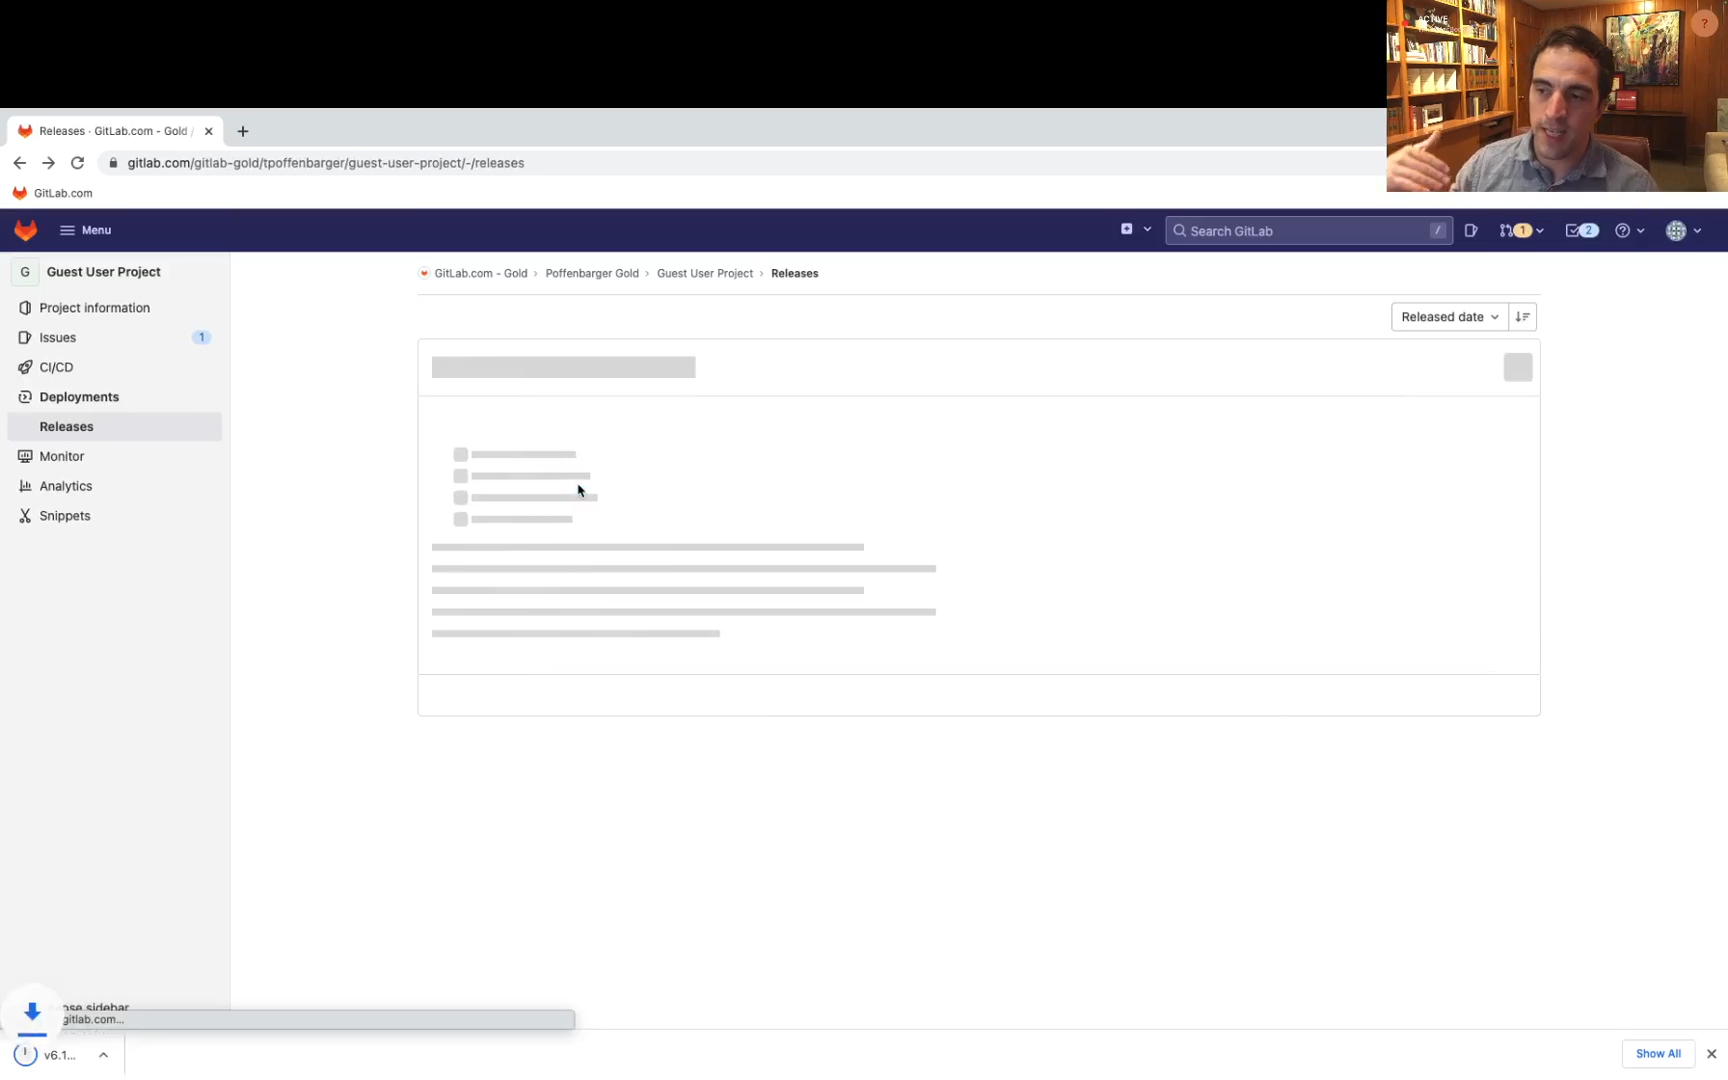 ACTIVE
?
Releases · GitLab.com - Gold /
gitlab.com/gitlab-gold/tpoffenbarger/guest-user-project/-/releases
GitLab.com
Menu
Search GitLab
/
1
2
G Guest User Project
GitLab.com - Gold › Poffenbarger Gold › Guest User Project › Releases
Project information
Released date
Issues 1
CI/CD
Deployments
Releases
Monitor
Analytics
Snippets
sidebar
gitlab.com...
v6.1...
Show All